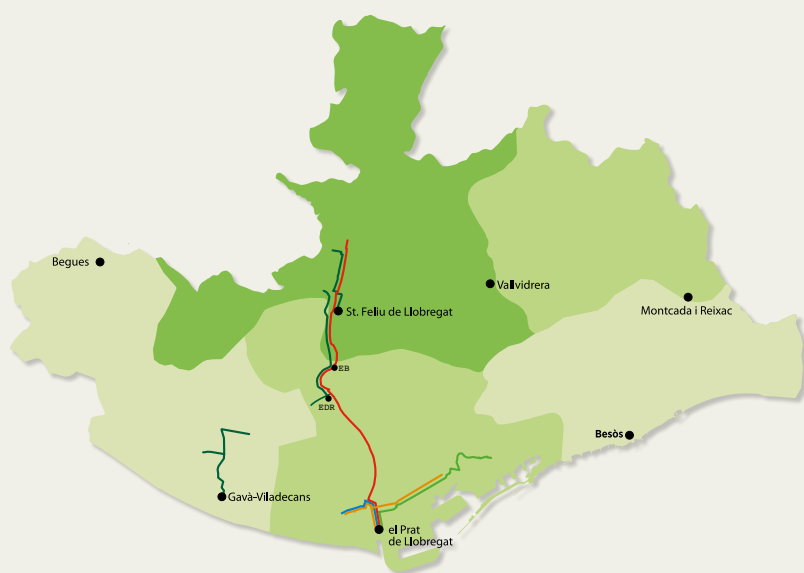 Begues
Vallvidrera
Montcada i Reixac
St. Feliu de Llobregat
EB
EDR
Besòs
Gavà-Viladecans
el Prat
de Llobregat